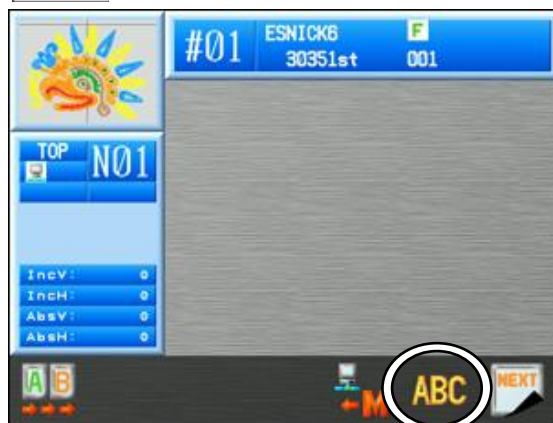 #01 ESNICK6 F
30351st 001
TOP N01
IncV: 0
IncH: 0
AbsV: 0
AbsH: 0
A B M ABC NEXT